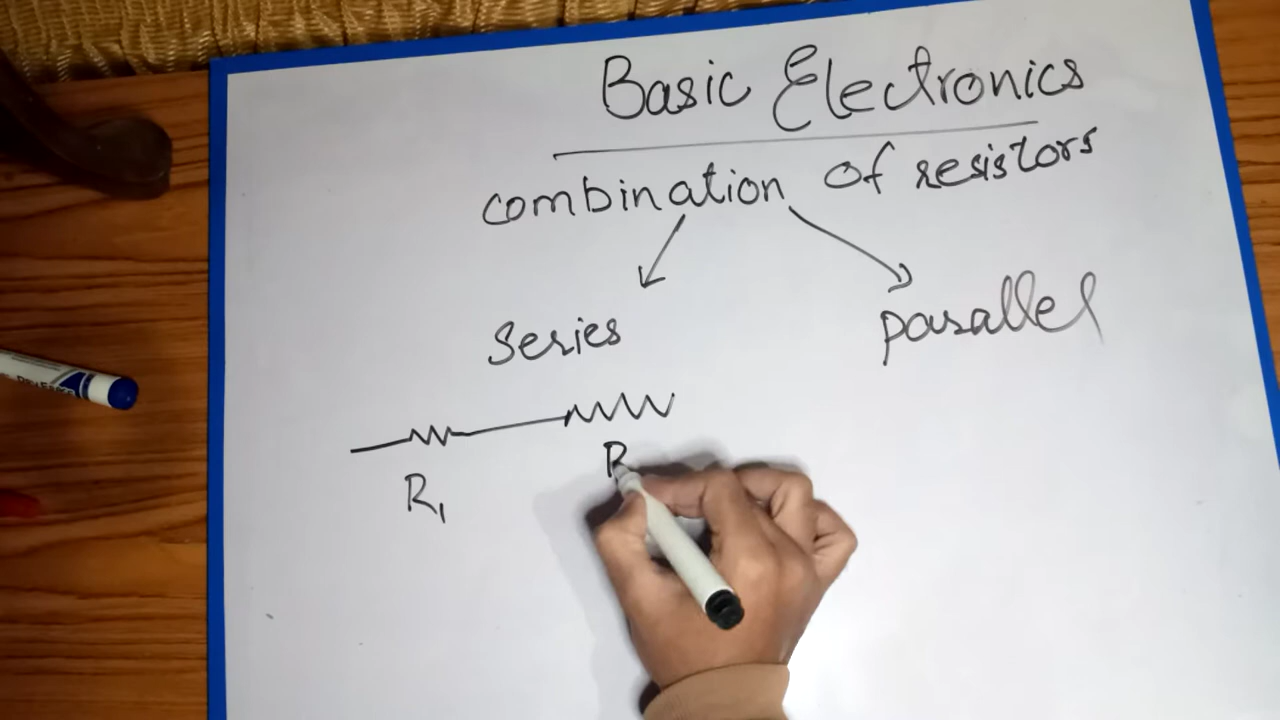 Basic Electronics
combination of resistors
Series
parallel
R₁
R